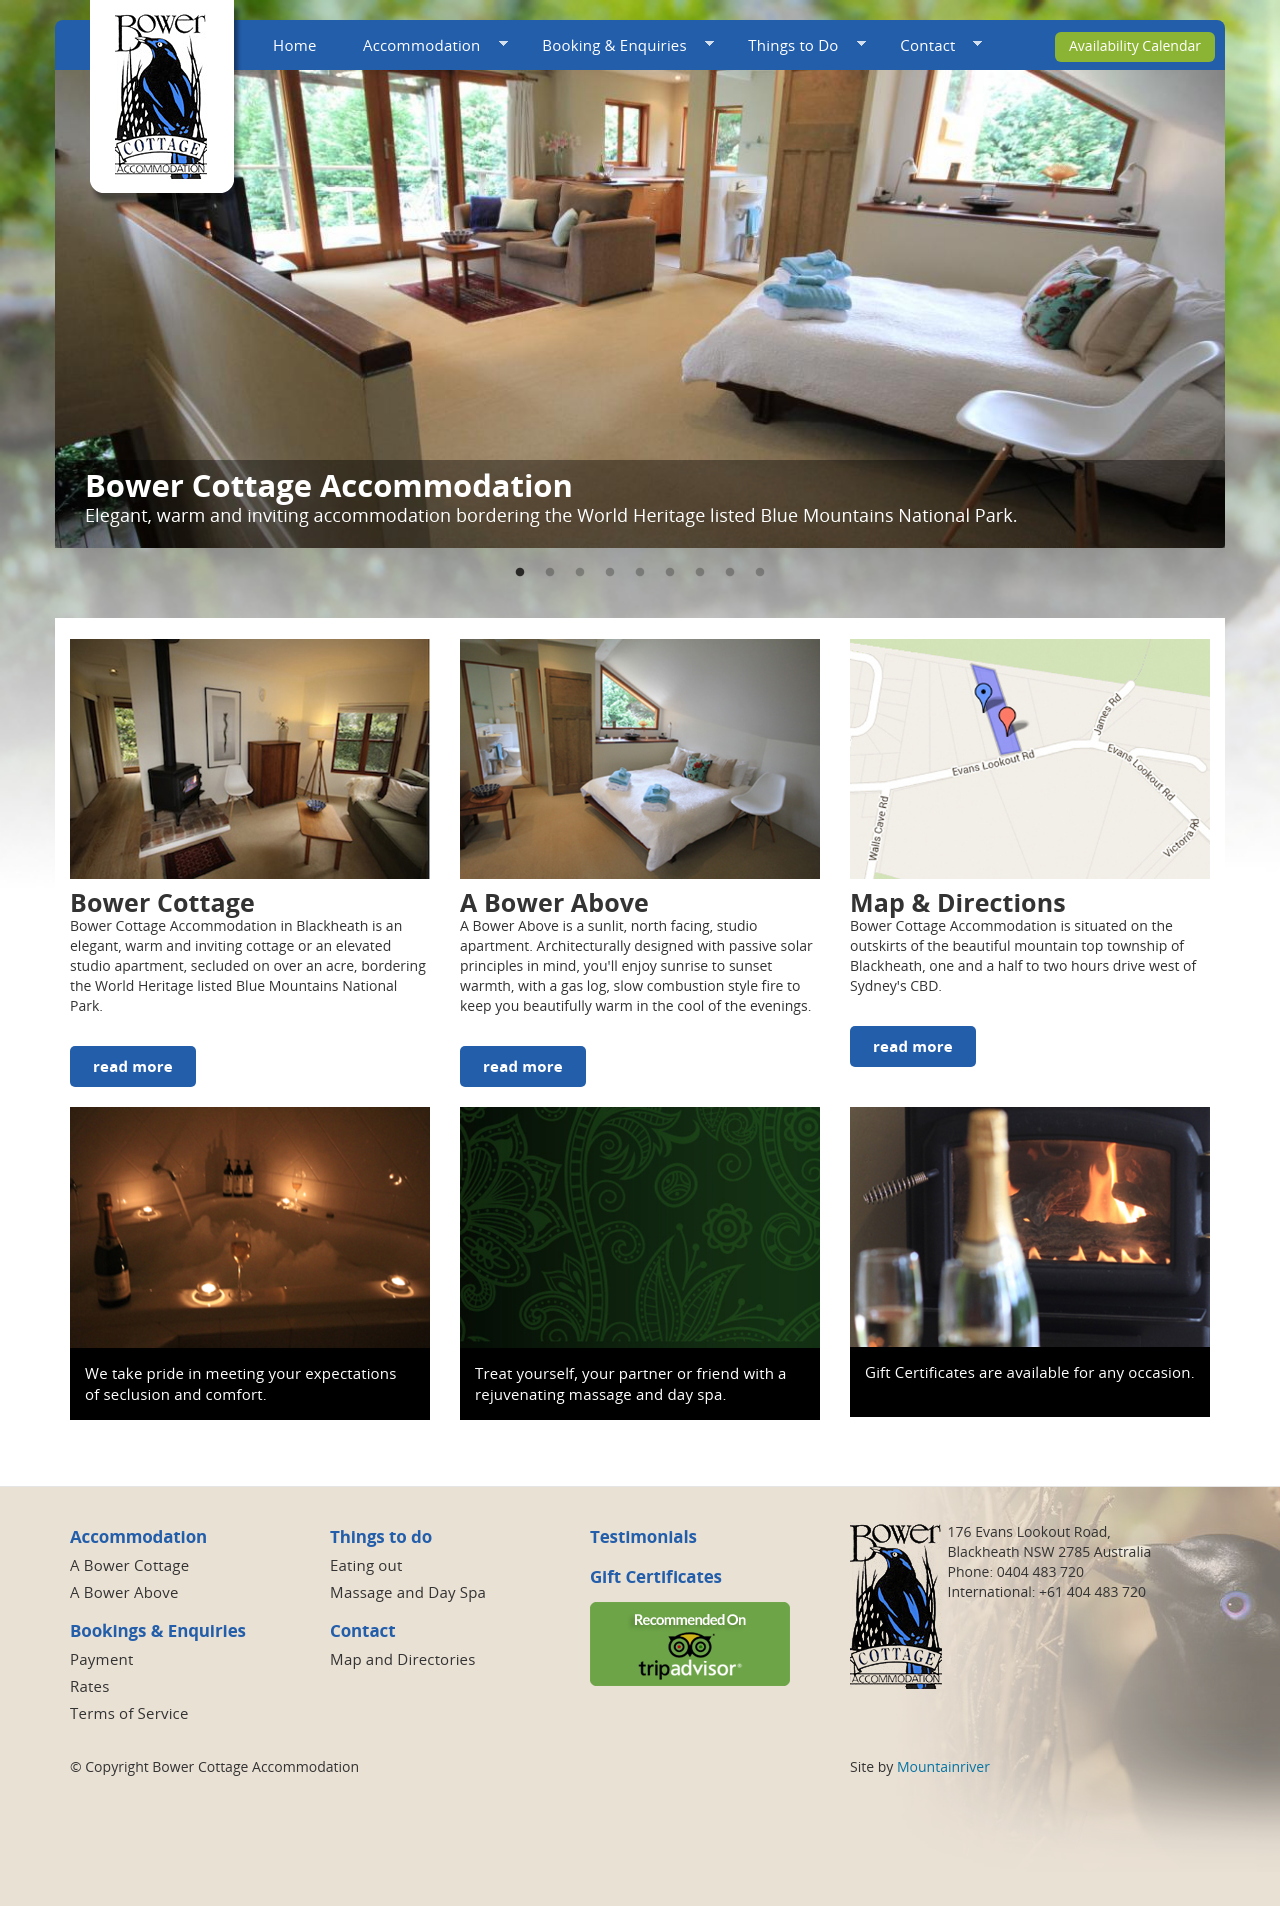 Bower
COTTAGE
ACCOMMODATION
Home
Accommodation
Booking & Enquiries
Things to Do
Contact
Availability Calendar
Bower Cottage Accommodation
Elegant, warm and inviting accommodation bordering the World Heritage listed Blue Mountains National Park.
Evans Lookout Rd
James Rd
Evans Lookout Rd
Walls Cave Rd
Victoria Rd
Bower Cottage
Bower Cottage Accommodation in Blackheath is an
elegant, warm and inviting cottage or an elevated
studio apartment, secluded on over an acre, bordering
the World Heritage listed Blue Mountains National
Park.
read more
A Bower Above
A Bower Above is a sunlit, north facing, studio
apartment. Architecturally designed with passive solar
principles in mind, you'll enjoy sunrise to sunset
warmth, with a gas log, slow combustion style fire to
keep you beautifully warm in the cool of the evenings.
read more
Map & Directions
Bower Cottage Accommodation is situated on the
outskirts of the beautiful mountain top township of
Blackheath, one and a half to two hours drive west of
Sydney's CBD.
read more
We take pride in meeting your expectations
of seclusion and comfort.
Treat yourself, your partner or friend with a
rejuvenating massage and day spa.
Gift Certificates are available for any occasion.
Accommodation
A Bower Cottage
A Bower Above
Bookings & Enquiries
Payment
Rates
Terms of Service
Things to do
Eating out
Massage and Day Spa
Contact
Map and Directories
Testimonials
Gift Certificates
Recommended On
tripadvisor®
Bower
COTTAGE
ACCOMMODATION
176 Evans Lookout Road,
Blackheath NSW 2785 Australia
Phone: 0404 483 720
International: +61 404 483 720
© Copyright Bower Cottage Accommodation
Site by Mountainriver